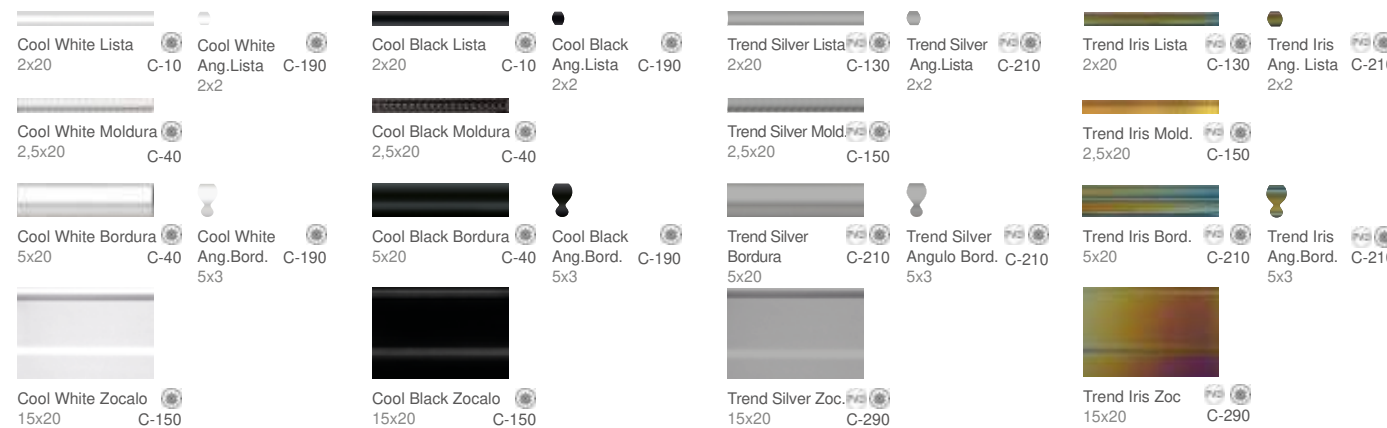 Cool White Lista
2x20 C-10
Cool White
Ang.Lista C-190
2x2
Cool Black Lista
2x20 C-10
Cool Black
Ang.Lista C-190
2x2
Trend Silver Lista
2x20 C-130
Trend Silver
Ang.Lista C-210
2x2
Trend Iris Lista
2x20 C-130
Trend Iris
Ang. Lista C-210
2x2
Cool White Moldura
2,5x20 C-40
Cool Black Moldura
2,5x20 C-40
Trend Silver Mold.
2,5x20 C-150
Trend Iris Mold.
2,5x20 C-150
Cool White Bordura
5x20 C-40
Cool White
Ang.Bord. C-190
5x3
Cool Black Bordura
5x20 C-40
Cool Black
Ang.Bord. C-190
5x3
Trend Silver
Bordura C-210
5x20
Trend Silver
Angulo Bord. C-210
5x3
Trend Iris Bord.
5x20 C-210
Trend Iris
Ang.Bord. C-210
5x3
Cool White Zocalo
15x20 C-150
Cool Black Zocalo
15x20 C-150
Trend Silver Zoc.
15x20 C-290
Trend Iris Zoc
15x20 C-290